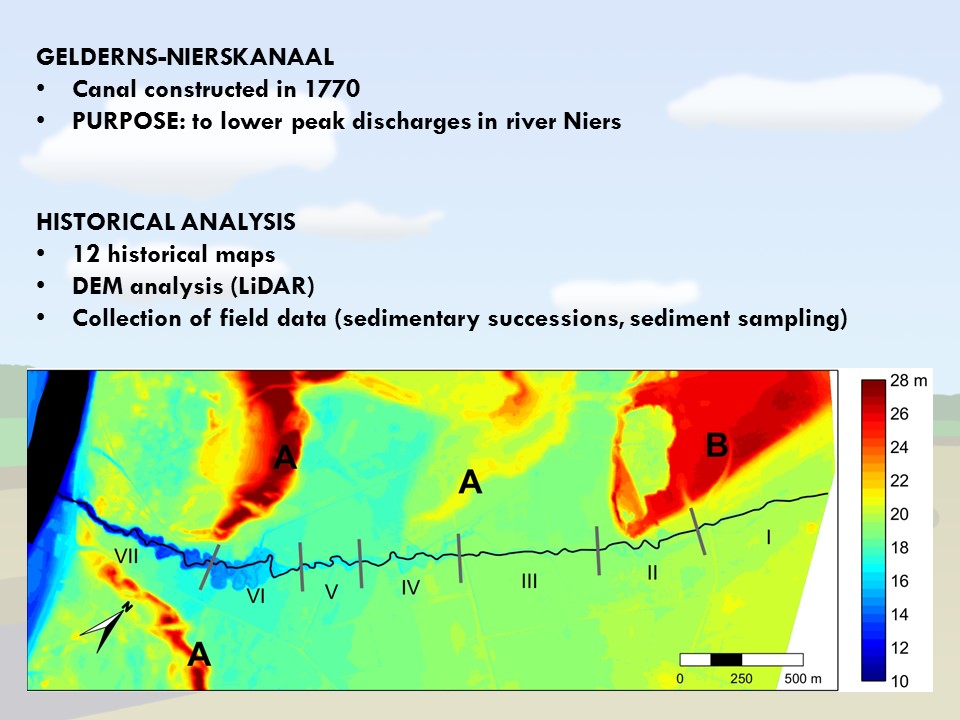 GELDERNS-NIERSKANAAL
• Canal constructed in 1770
• PURPOSE: to lower peak discharges in river Niers
HISTORICAL ANALYSIS
• 12 historical maps
• DEM analysis (LiDAR)
• Collection of field data (sedimentary successions, sediment sampling)
28 m
26
24
22
20
18
16
14
12
10
A
A
B
I
II
III
IV
V
VI
VII
N
A
0 250 500 m